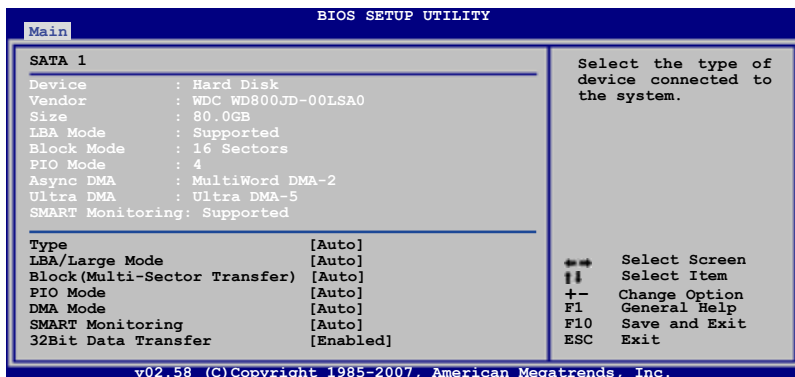 BIOS SETUP UTILITY
Main
SATA 1
Device : Hard Disk
Vendor : WDC WD800JD-00LSA0
Size : 80.0GB
LBA Mode : Supported
Block Mode : 16 Sectors
PIO Mode : 4
Async DMA : MultiWord DMA-2
Ultra DMA : Ultra DMA-5
SMART Monitoring: Supported
Type [Auto]
LBA/Large Mode [Auto]
Block(Multi-Sector Transfer) [Auto]
PIO Mode [Auto]
DMA Mode [Auto]
SMART Monitoring [Auto]
32Bit Data Transfer [Enabled]
Select the type of
device connected to
the system.
←→ Select Screen
↑↓ Select Item
+- Change Option
F1 General Help
F10 Save and Exit
ESC Exit
v02.58 (C)Copyright 1985-2007, American Megatrends, Inc.